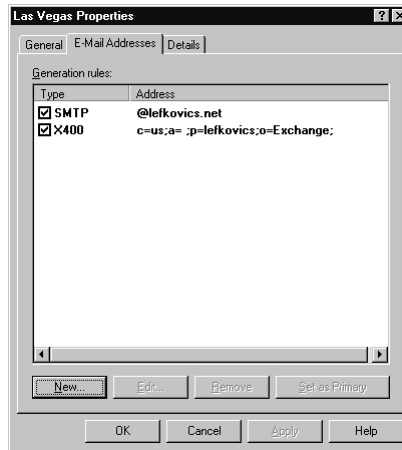 Las Vegas Properties
General E-Mail Addresses Details
Generation rules:
Type Address
SMTP @lefkovics.net
X400 c=us;a= ;p=lefkovics;o=Exchange;
New... Edit... Remove Set as Primary
OK Cancel Apply Help